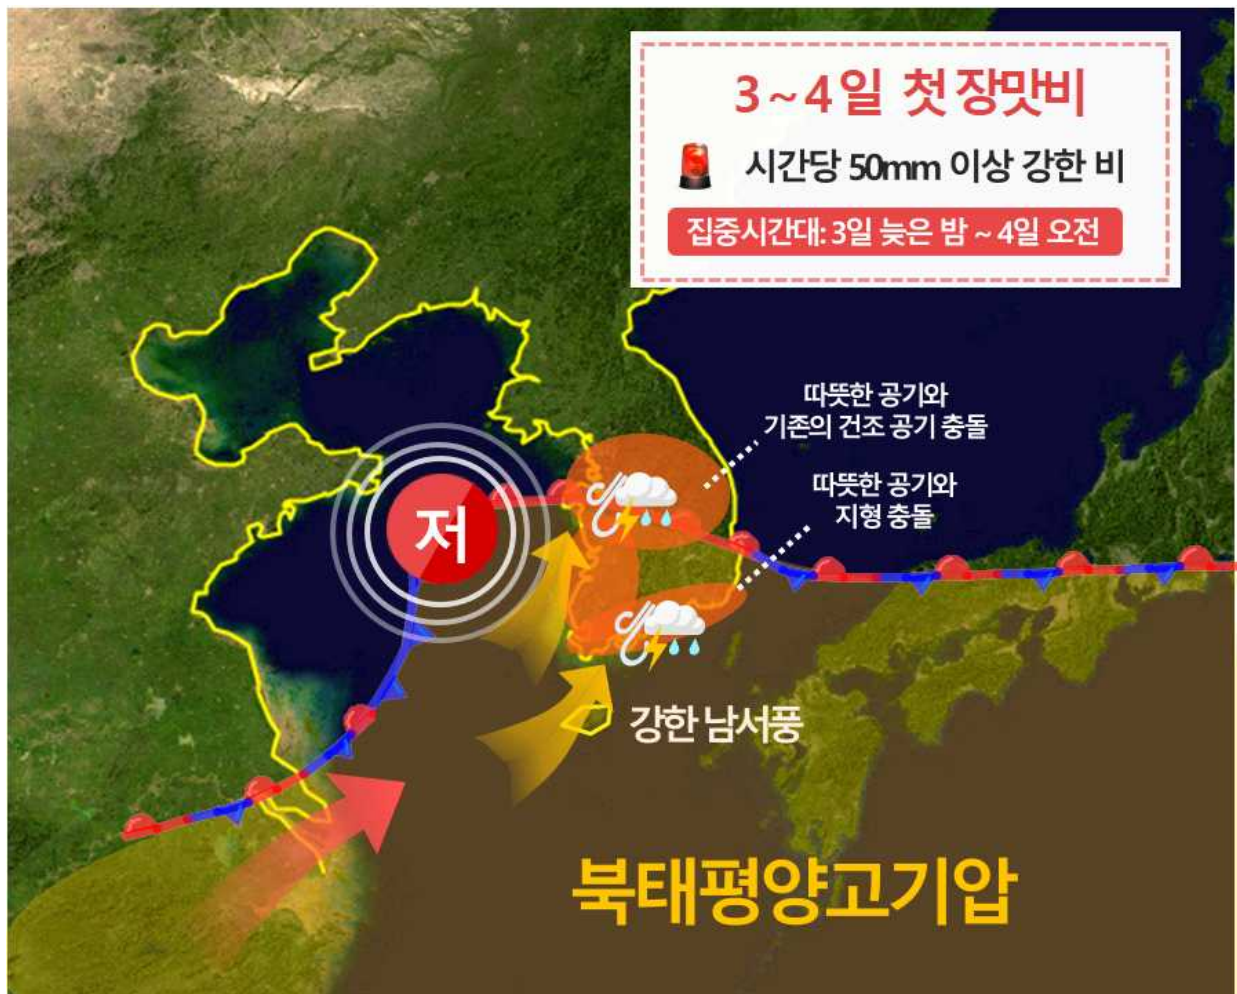 3~4일 첫 장맛비
시간당 50mm 이상 강한 비
집중시간대: 3일 늦은 밤 ~ 4일 오전
따뜻한 공기와
기존의 건조 공기 충돌
따뜻한 공기와
지형 충돌
저
강한 남서풍
북태평양고기압